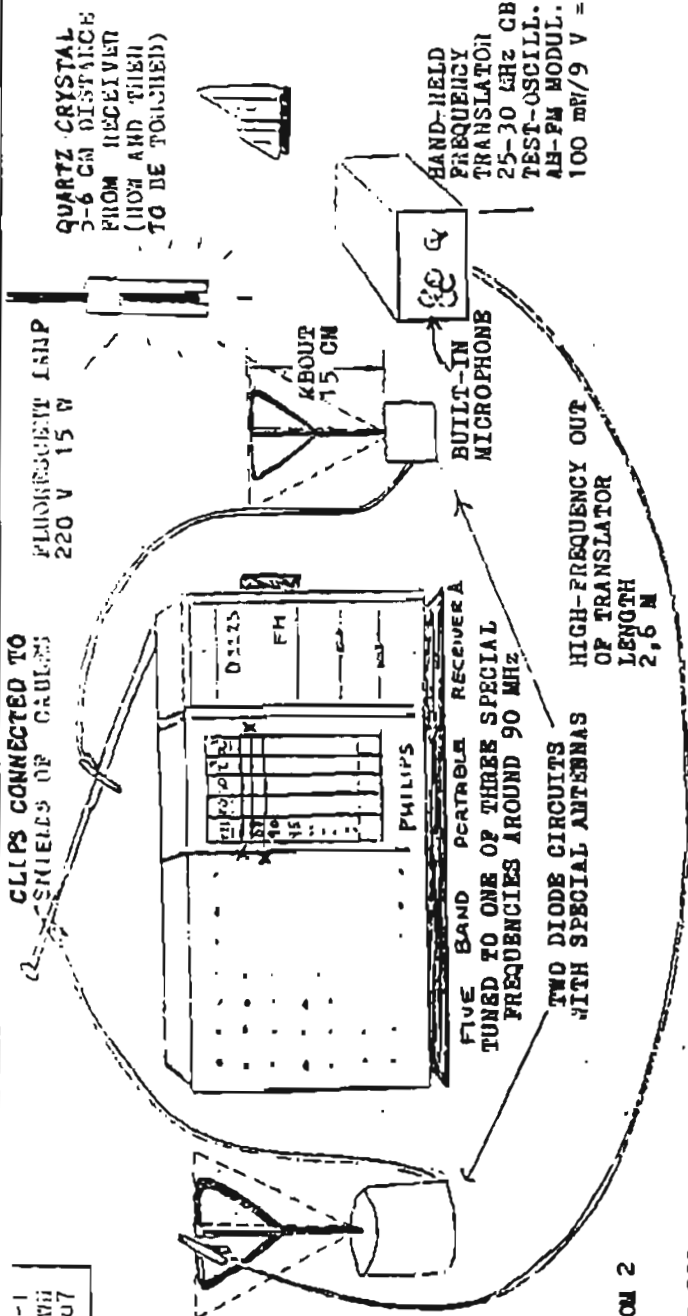 CLIPS CONNECTED TO
SHIELDS OF CABLES
FLUORESCENT LAMP
220 V 15 W
QUARTZ CRYSTAL
3-6 CM DISTANCE
FROM RECEIVER
(NOW AND THEN
TO BE TOUCHED)
ABOUT
15 CM
D
FM
PHILIPS
FIVE BAND PORTABLE RECEIVER A
TUNED TO ONE OF THREE SPECIAL
FREQUENCIES AROUND 90 MHz
BUILT-IN
MICROPHONE
HAND-HELD
FREQUENCY
TRANSLATOR
25-30 MHz CB
TEST-OSCILL.
AM-FM MODUL.
100 mW/9 V =
TWO DIODE CIRCUITS
WITH SPECIAL ANTENNAS
HIGH-FREQUENCY OUT
OF TRANSLATOR
LENGTH
2,6 M
2